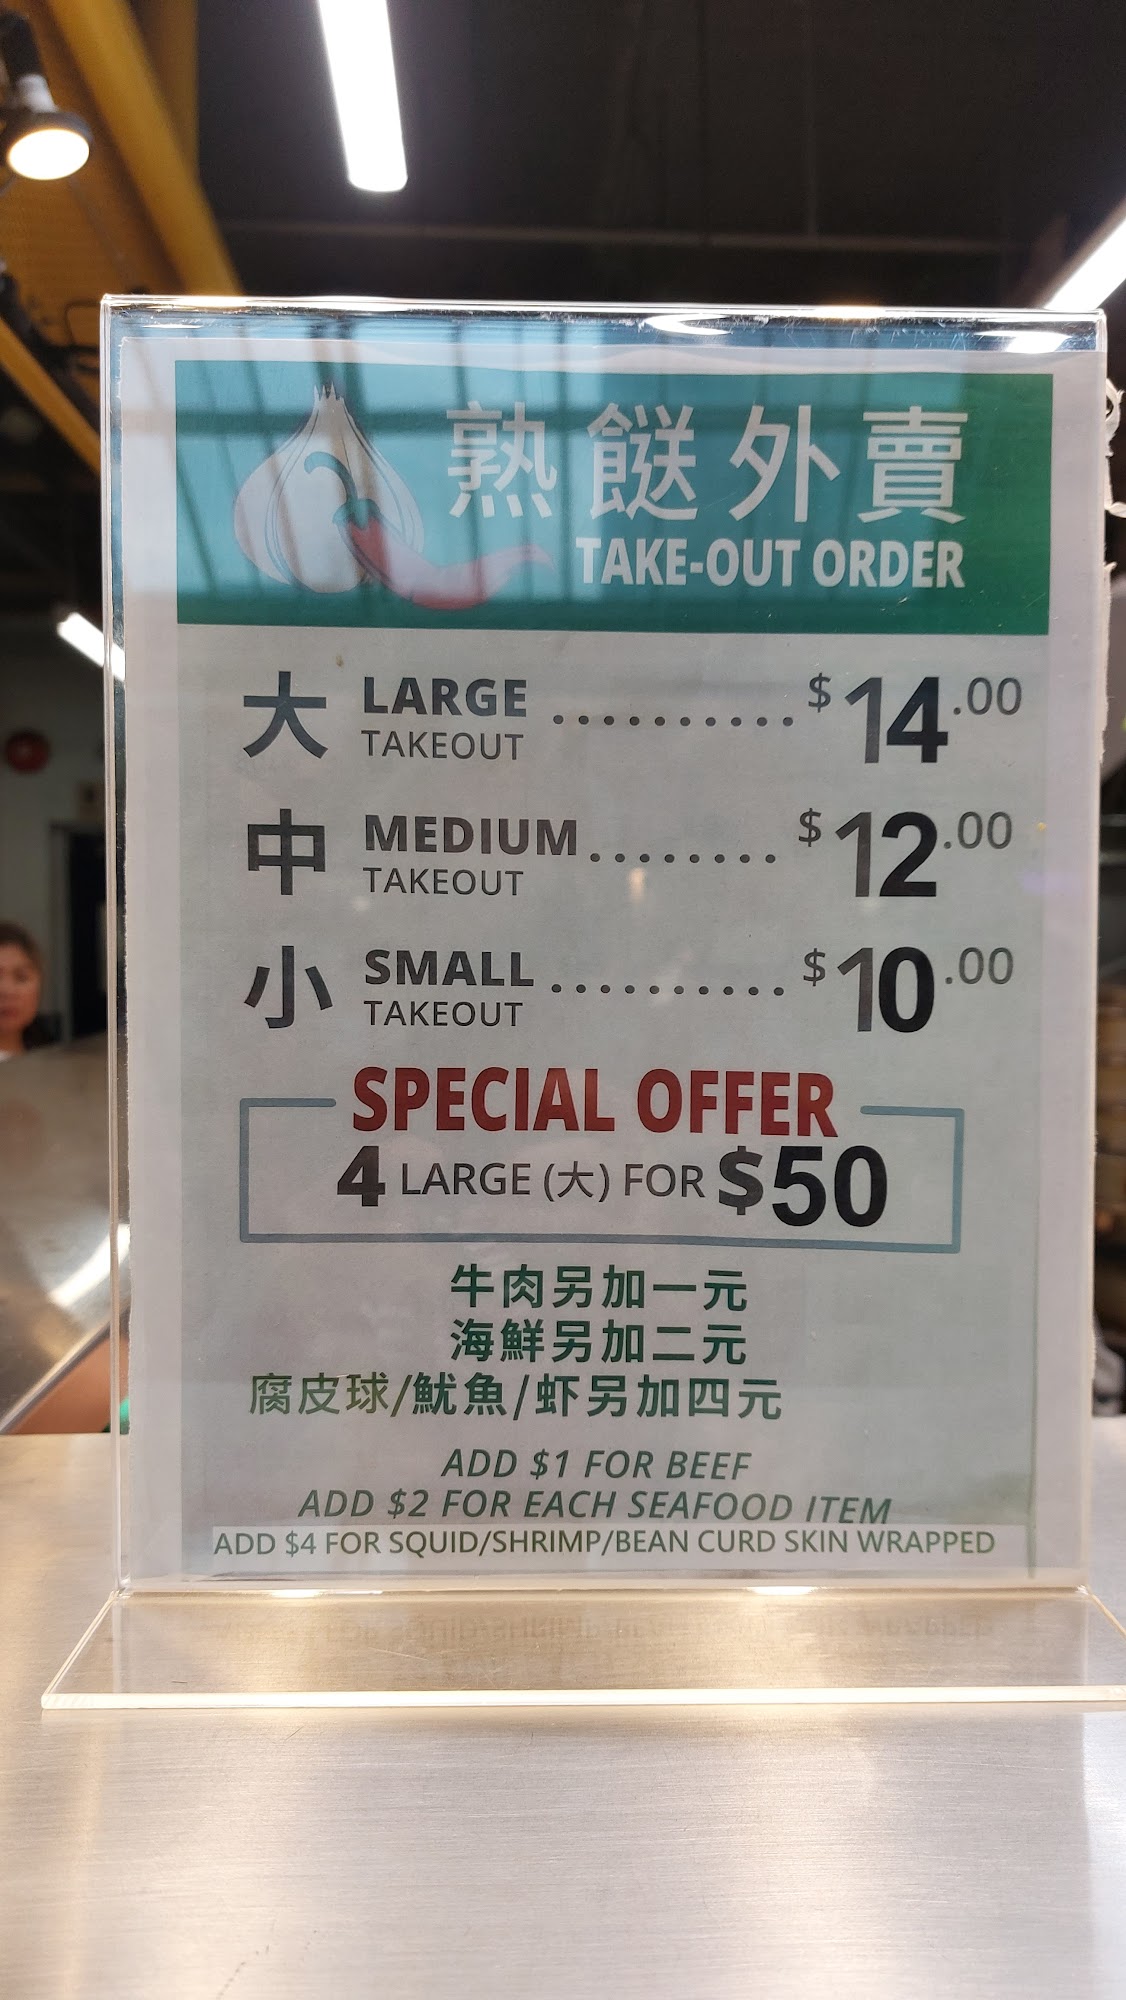 熟餸外賣
TAKE-OUT ORDER
大 LARGE TAKEOUT .......... $14.00
中 MEDIUM TAKEOUT ........ $12.00
小 SMALL TAKEOUT .......... $10.00
SPECIAL OFFER
4 LARGE (大) FOR $50
牛肉另加一元
海鮮另加二元
腐皮球/魷魚/虾另加四元
ADD $1 FOR BEEF
ADD $2 FOR EACH SEAFOOD ITEM
ADD $4 FOR SQUID/SHRIMP/BEAN CURD SKIN WRAPPED